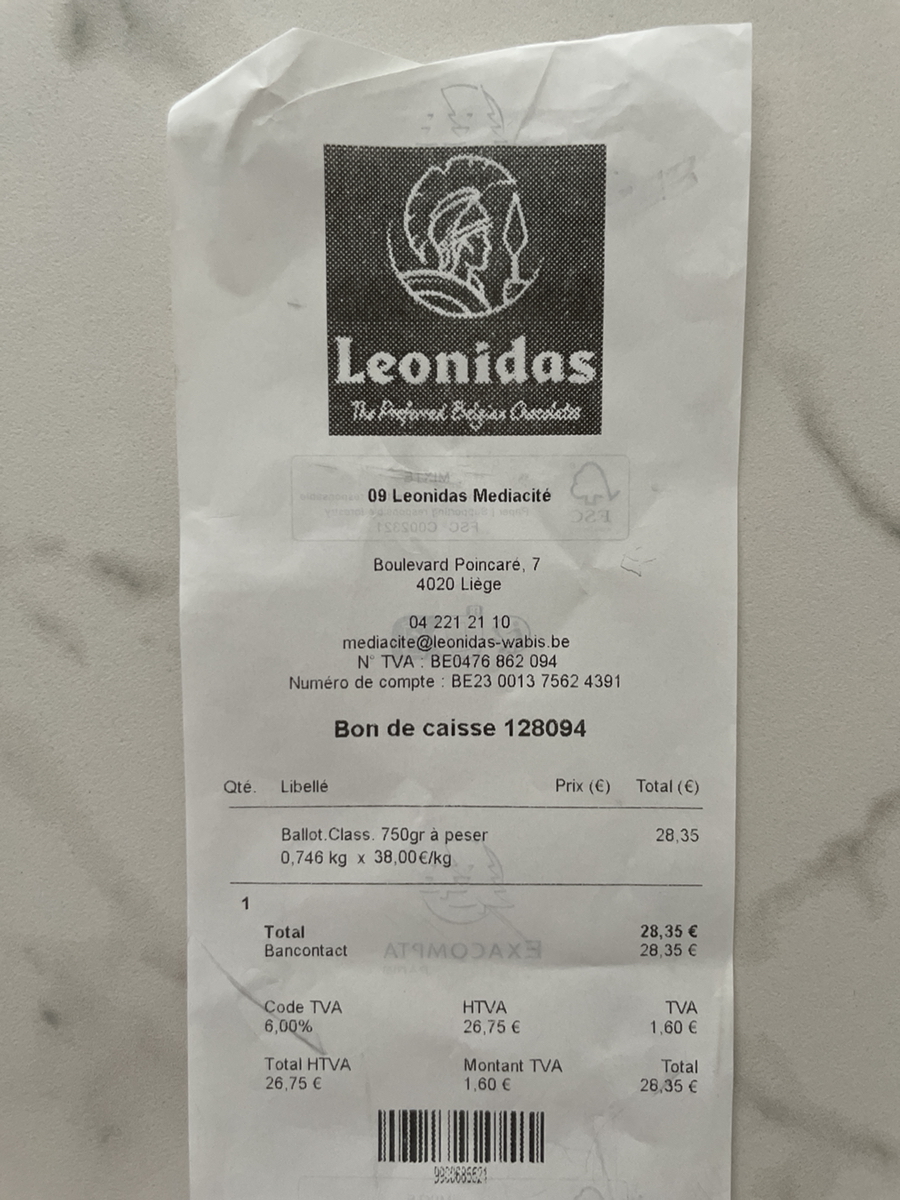 Leonidas
The Preferred Belgian Chocolates
09 Leonidas Mediacité
Boulevard Poincaré, 7
4020 Liège
04 221 21 10
mediacite@leonidas-wabis.be
N° TVA : BE0476 862 094
Numéro de compte : BE23 0013 7562 4391
Bon de caisse 128094
Qté. Libellé Prix (€) Total (€)
Ballot.Class. 750gr à peser 28,35
0,746 kg x 38,00€/kg
1
Total 28,35 €
Bancontact 28,35 €
EXACOMPTA
Code TVA HTVA TVA
6,00% 26,75 € 1,60 €
Total HTVA Montant TVA Total
26,75 € 1,60 € 28,35 €